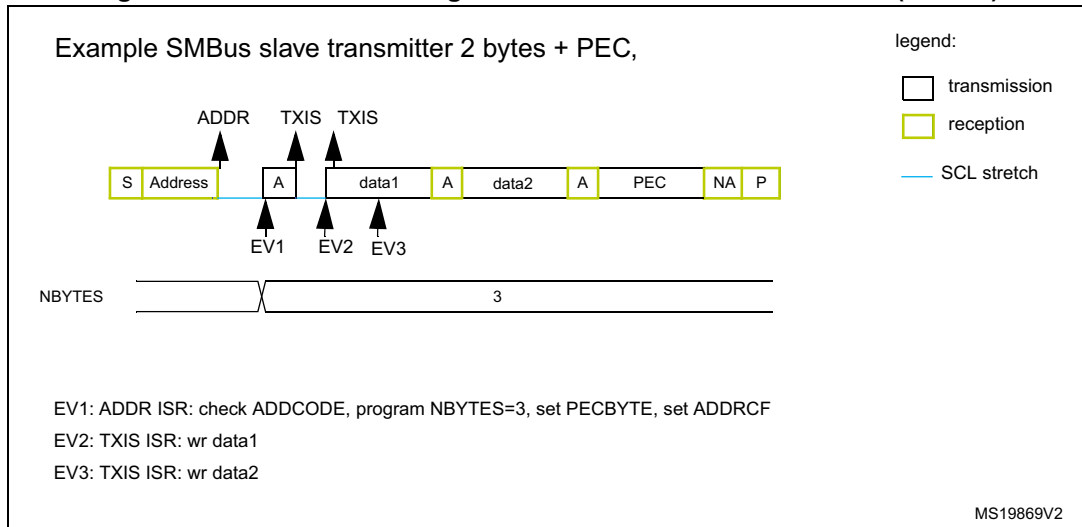 Example SMBus slave transmitter 2 bytes + PEC,
legend:
transmission
reception
SCL stretch
ADDR TXIS TXIS
S Address A data1 A data2 A PEC NA P
EV1 EV2 EV3
NBYTES 3
EV1: ADDR ISR: check ADDCODE, program NBYTES=3, set PECBYTE, set ADDRCF
EV2: TXIS ISR: wr data1
EV3: TXIS ISR: wr data2
MS19869V2